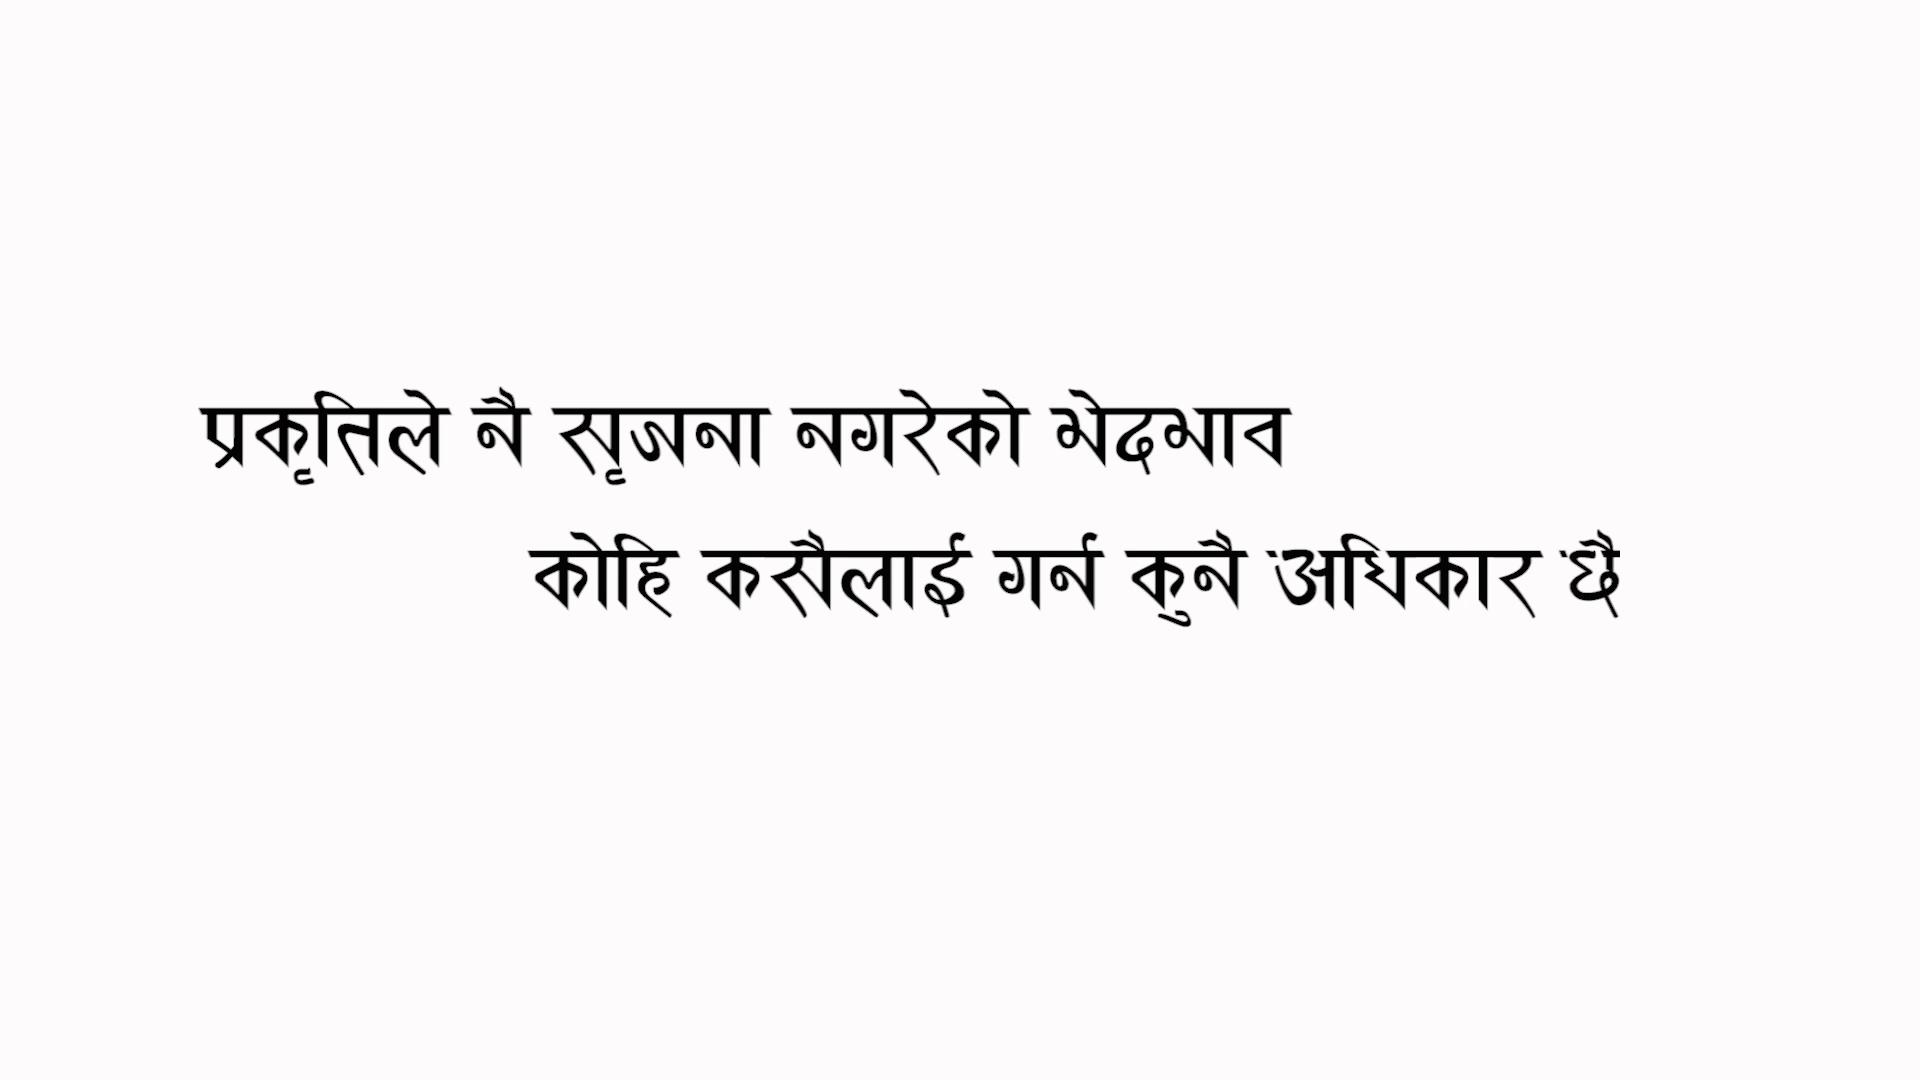 प्रकृतिले नै सृजना नगरेको भेदभाव
कोहि कसैलाई गर्न कुनै अधिकार छै